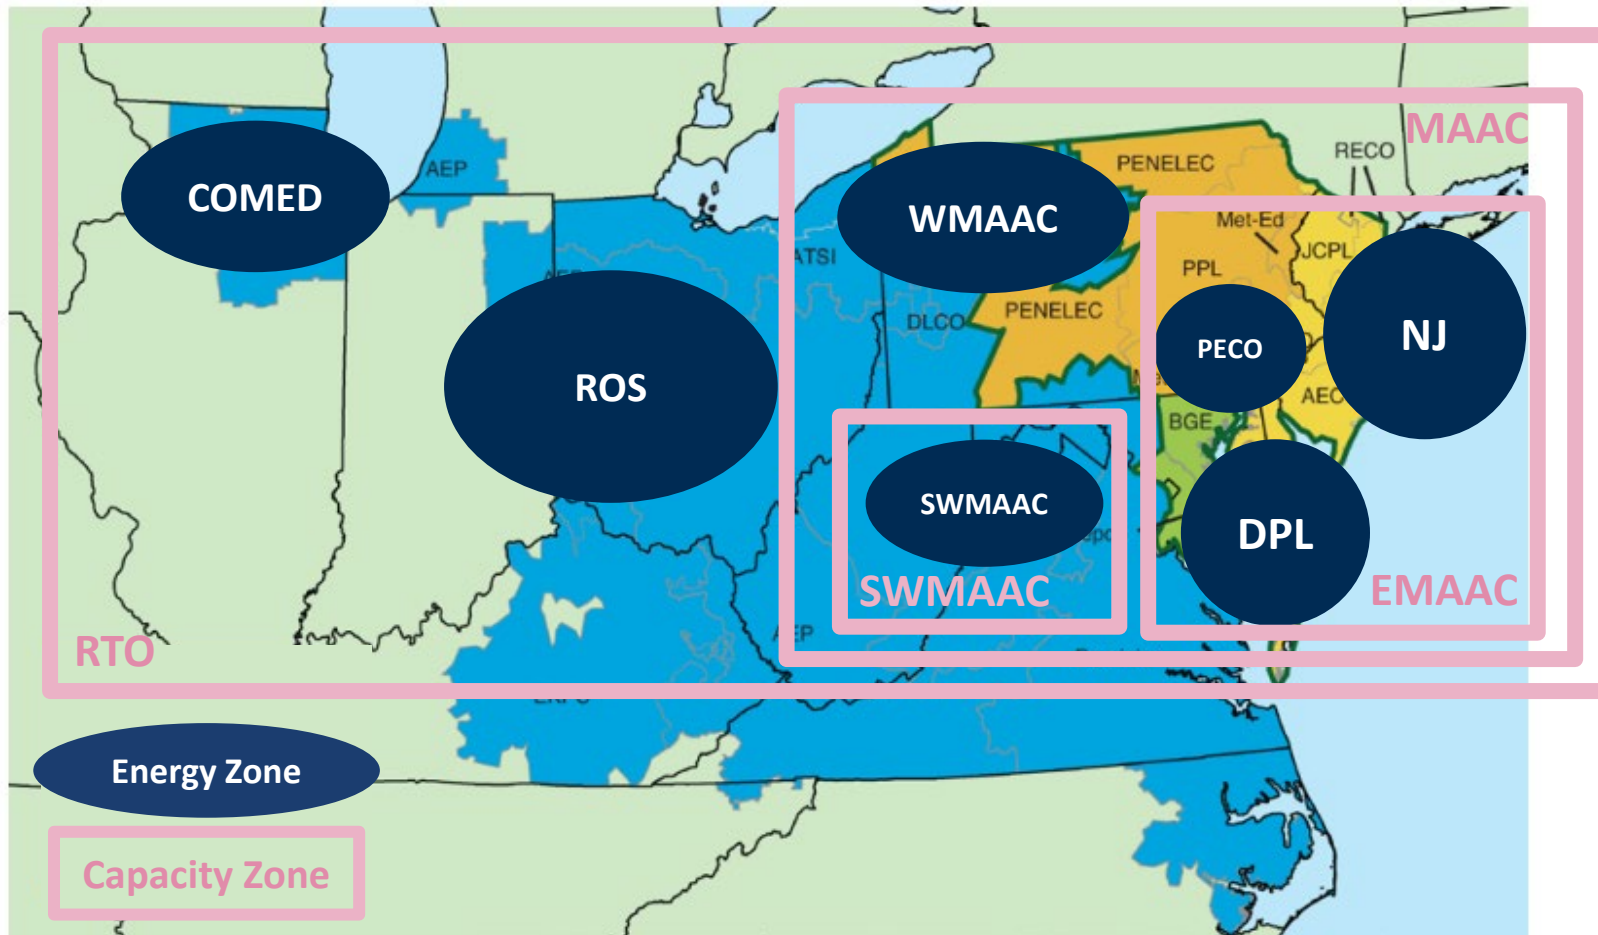 MAAC
RECO
COMED
AEP
PENELEC
WMAAC
Met-Ed
ATSI
JCPL
PPL
PENELEC
DLCO
NJ
PECO
ROS
AEC
BGE
SWMAAC
DPL
SWMAAC
EMAAC
RTO
Energy Zone
Capacity Zone